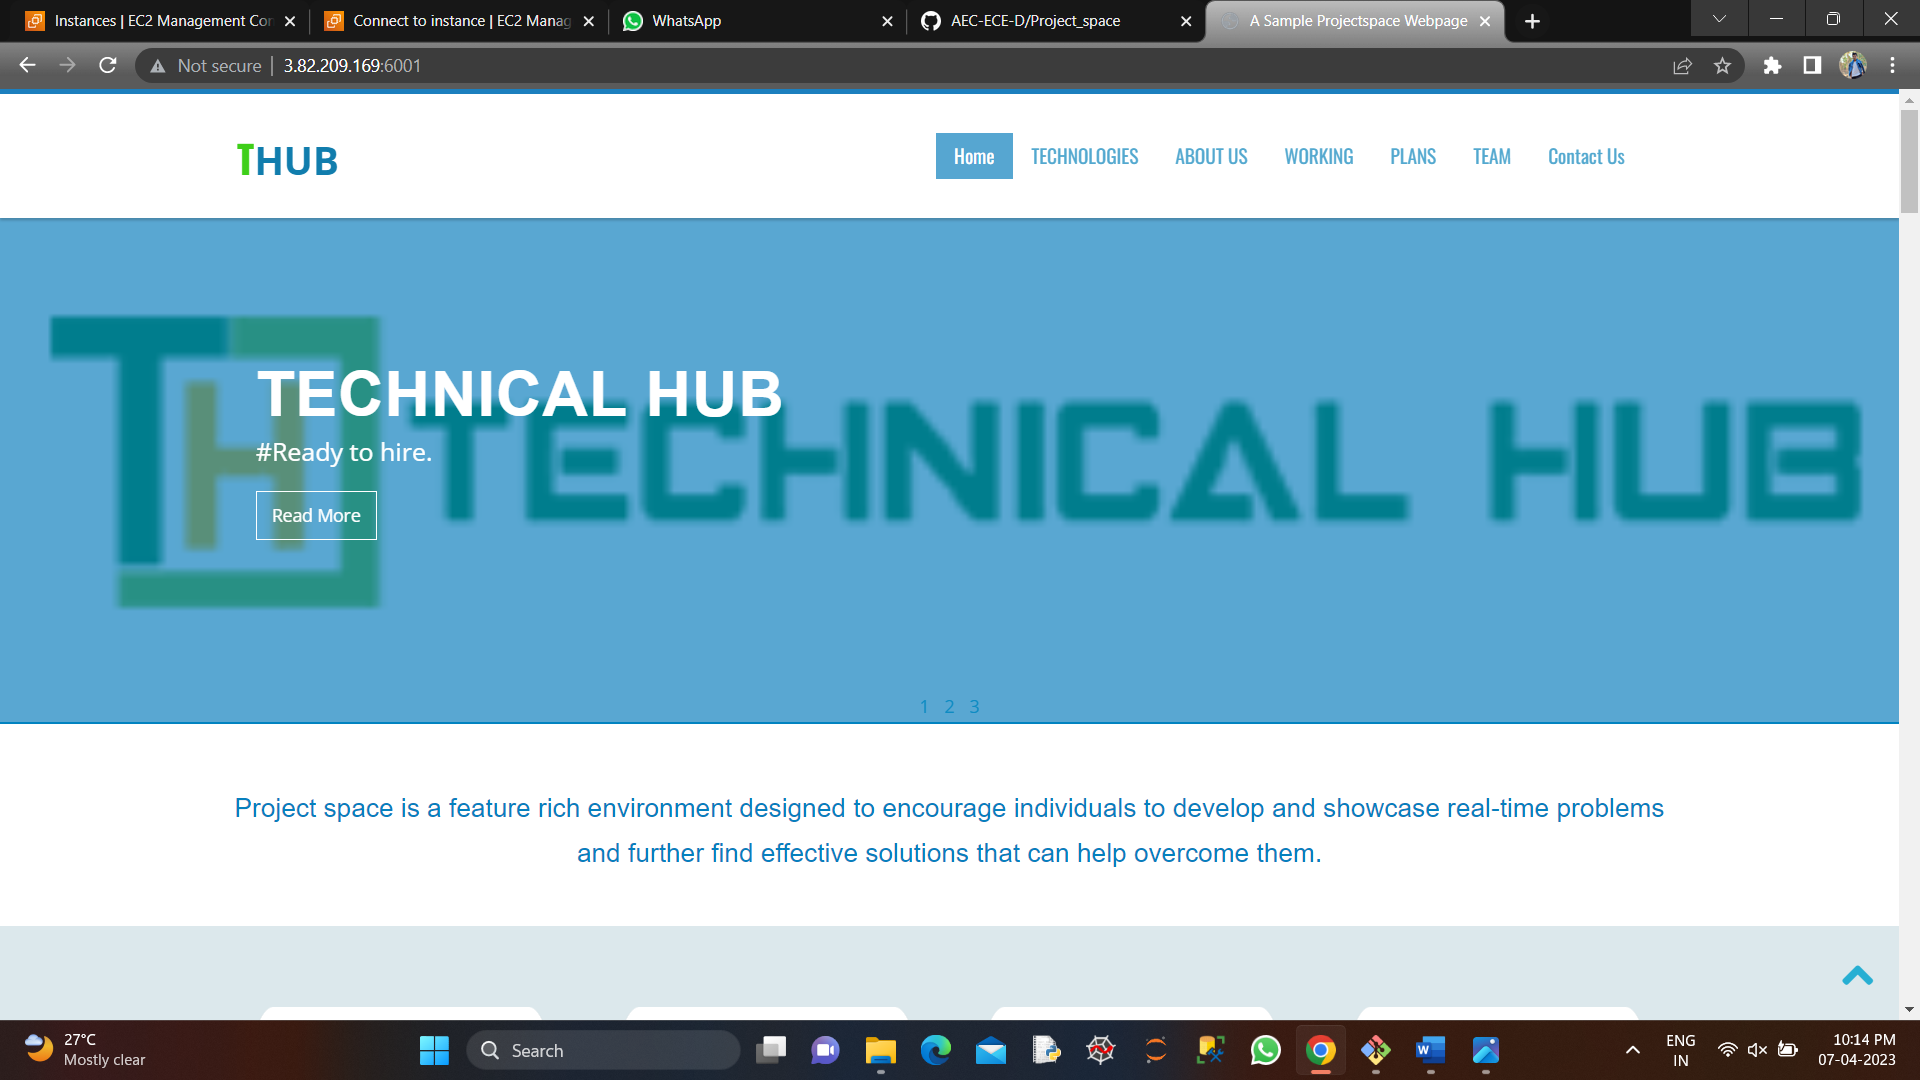 Instances | EC2 Management Con
Connect to instance | EC2 Manag
WhatsApp
AEC-ECE-D/Project_space
A Sample Projectspace Webpage
Not secure
3.82.209.169:6001
THUB
Home
TECHNOLOGIES
ABOUT US
WORKING
PLANS
TEAM
Contact Us
TH TECHNICAL HUB
TECHNICAL HUB
#Ready to hire.
Read More
1 2 3
Project space is a feature rich environment designed to encourage individuals to develop and showcase real-time problems
and further find effective solutions that can help overcome them.
27°C
Mostly clear
Search
ENG
IN
10:14 PM
07-04-2023